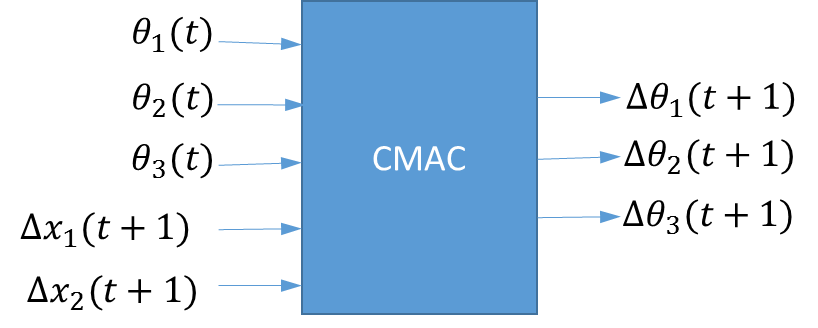 θ₁(t)
θ₂(t)
θ₃(t)
Δx₁(t + 1)
Δx₂(t + 1)
CMAC
Δθ₁(t + 1)
Δθ₂(t + 1)
Δθ₃(t + 1)